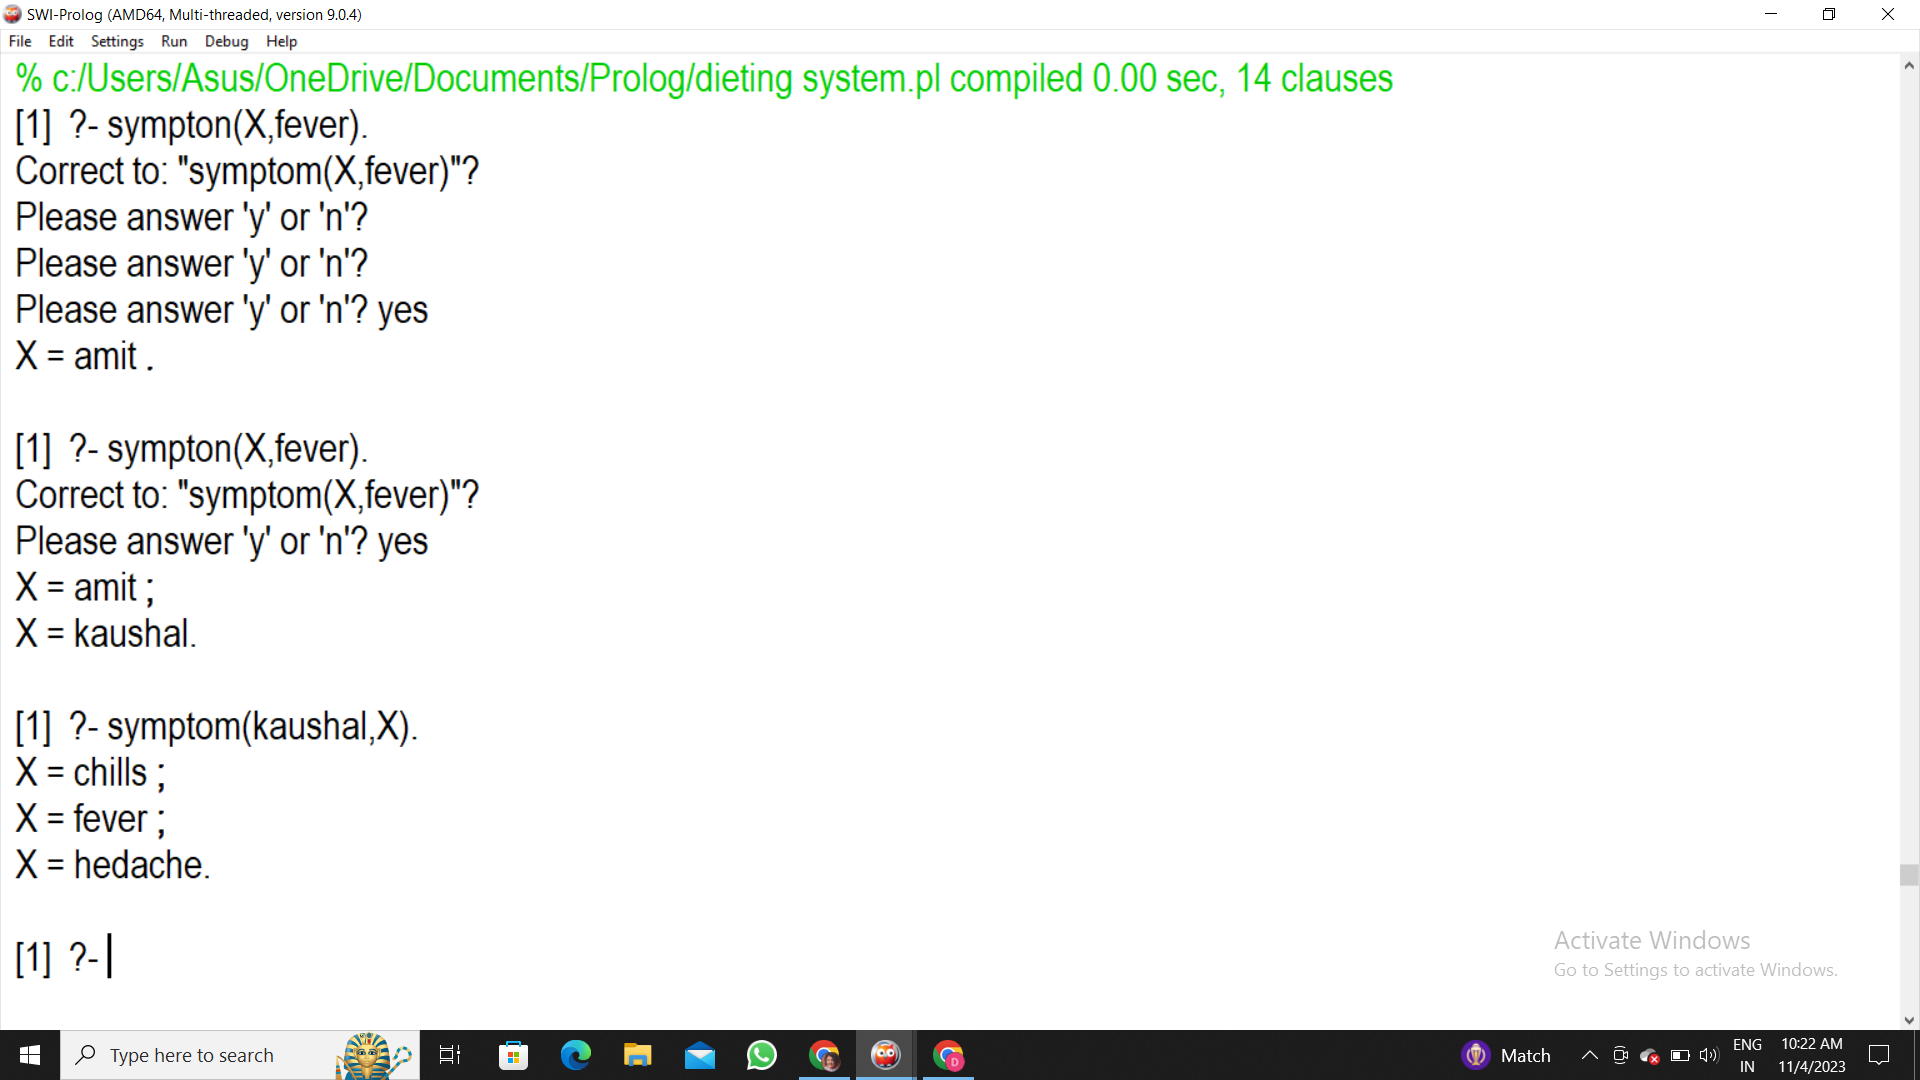 SWI-Prolog (AMD64, Multi-threaded, version 9.0.4)
File Edit Settings Run Debug Help
% c:/Users/Asus/OneDrive/Documents/Prolog/dieting system.pl compiled 0.00 sec, 14 clauses
[1] ?- sympton(X,fever).
Correct to: "symptom(X,fever)"?
Please answer 'y' or 'n'?
Please answer 'y' or 'n'?
Please answer 'y' or 'n'? yes
X = amit .
[1] ?- sympton(X,fever).
Correct to: "symptom(X,fever)"?
Please answer 'y' or 'n'? yes
X = amit ;
X = kaushal.
[1] ?- symptom(kaushal,X).
X = chills ;
X = fever ;
X = hedache.
[1] ?-
Activate Windows
Go to Settings to activate Windows.
Type here to search
D
Match
ENG
IN
10:22 AM
11/4/2023